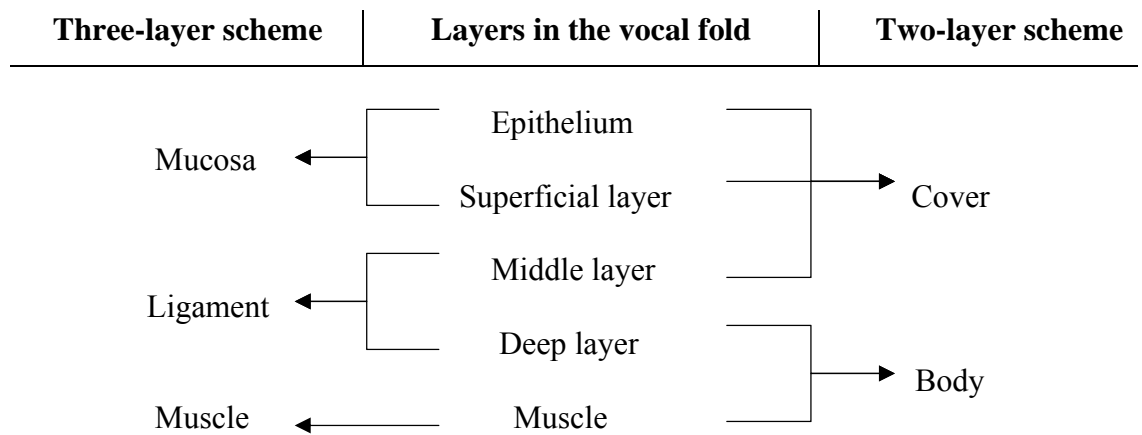 Three-layer scheme Layers in the vocal fold Two-layer scheme
Epithelium
Mucosa
Superficial layer Cover
Middle layer
Ligament
Deep layer
Body
Muscle Muscle